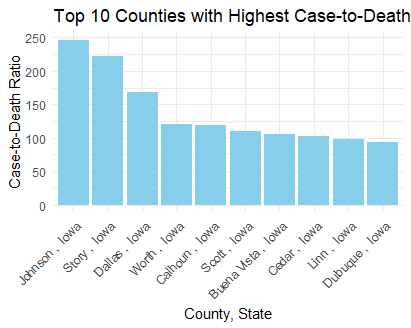 Top 10 Counties with Highest Case-to-Death
Case-to-Death Ratio
250
200
150
100
50
0
Johnson , Iowa
Story , Iowa
Dallas , Iowa
Worth , Iowa
Calhoun , Iowa
Scott , Iowa
Buena Vista , Iowa
Cedar , Iowa
Linn , Iowa
Dubuque , Iowa
County, State